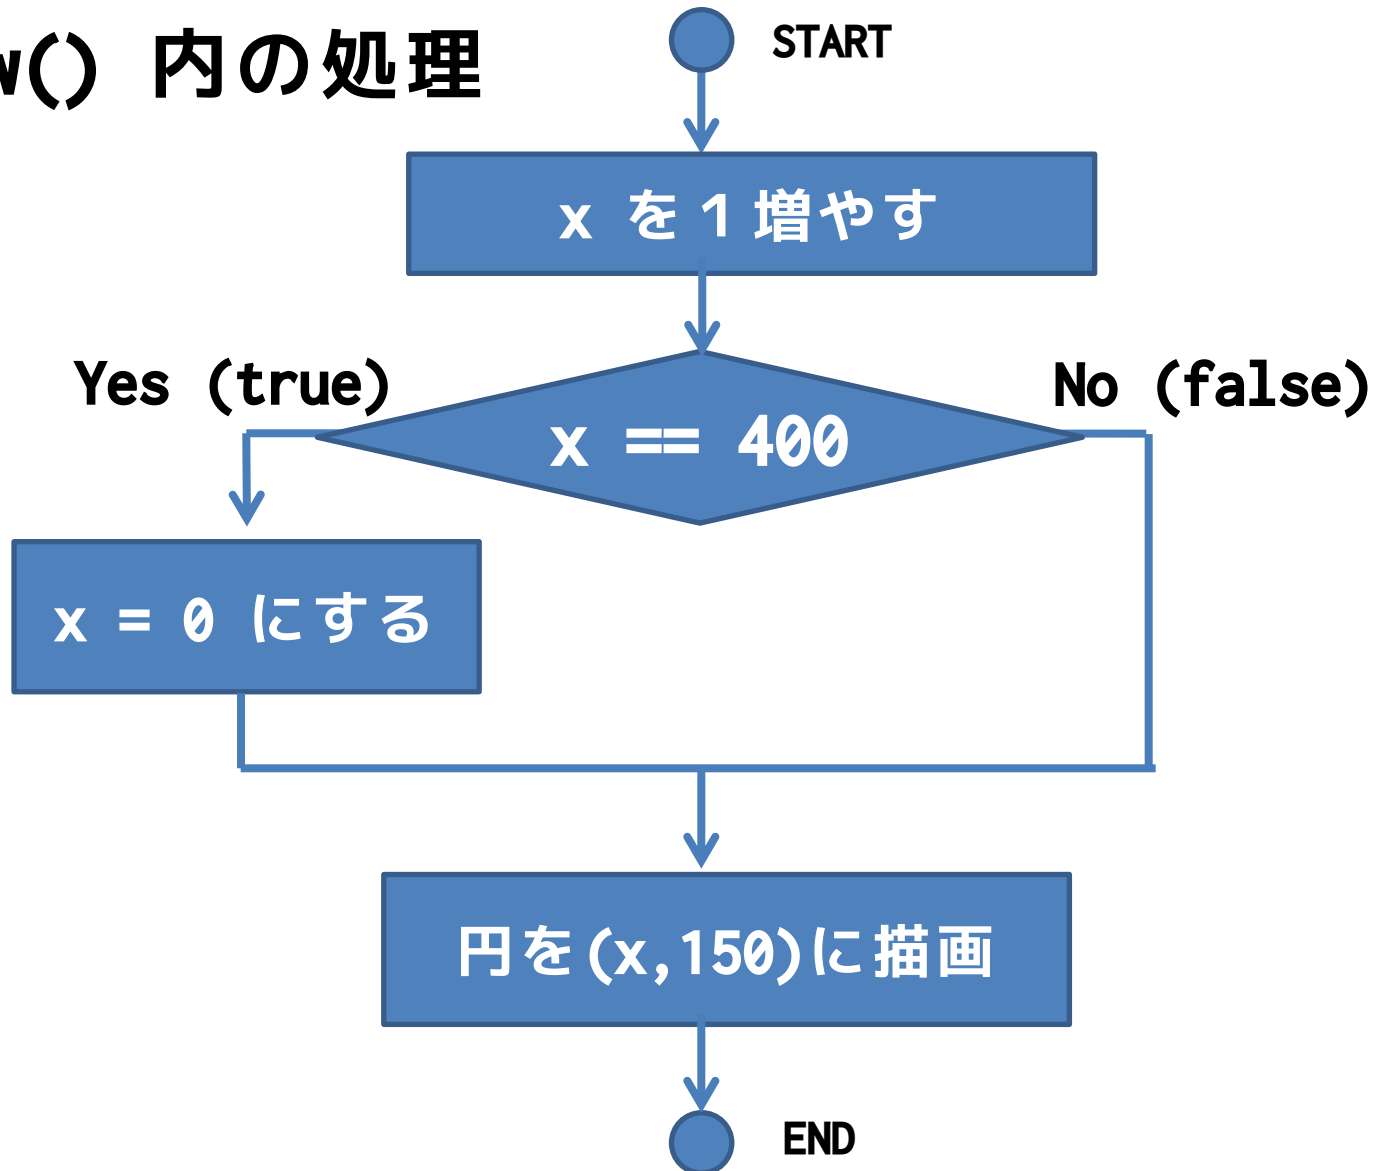 w() 内の処理
START
x を1増やす
Yes (true)
No (false)
x == 400
x = 0 にする
円を(x,150)に描画
END